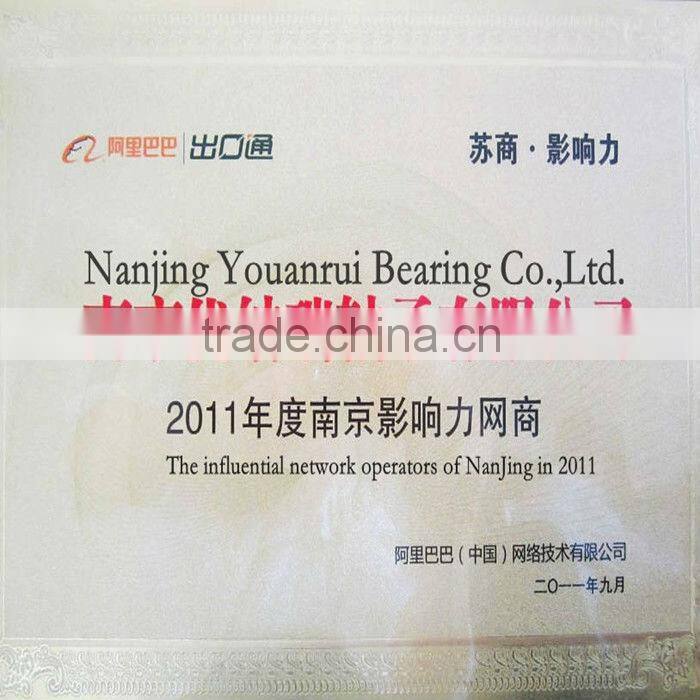 阿里巴巴 出口通 苏商·影响力
Nanjing Youanrui Bearing Co.,Ltd.
trade.china.cn
2011年度南京影响力网商
The influential network operators of NanJing in 2011
阿里巴巴（中国）网络技术有限公司
二〇一一年九月